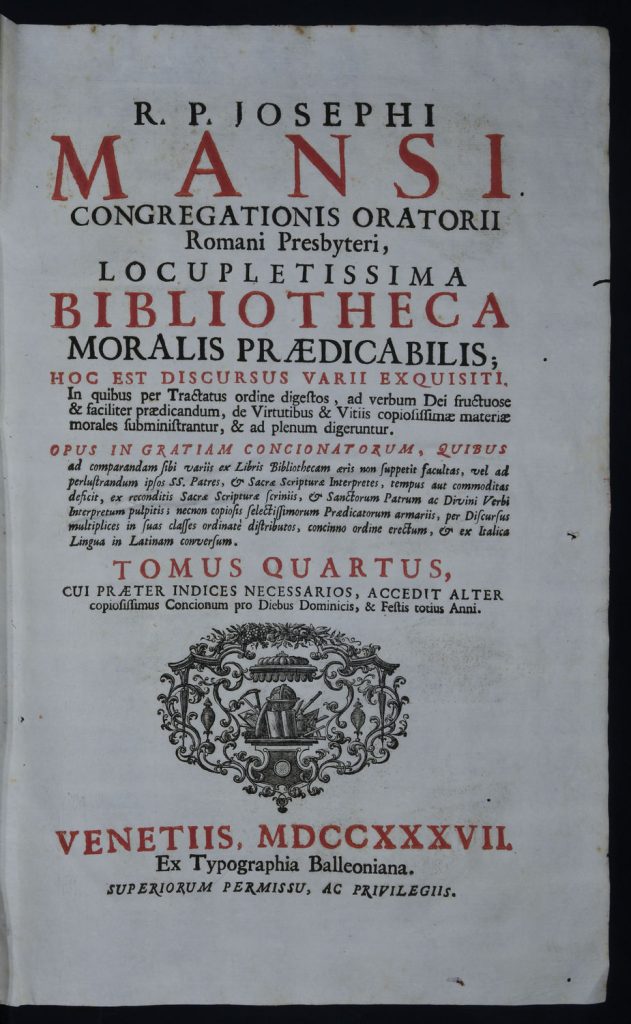 R. P. JOSEPHI
MANSI.
CONGREGATIONIS ORATORII
Romani Presbyteri,
LOCUPLETISSIMA
BIBLIOTHECA
MORALIS PRÆDICABILIS;
HOC EST DISCURSUS VARII EXQUISITI.
In quibus per Tractatus ordine digestos, ad verbum Dei fructuose
& faciliter prædicandum, de Virtutibus & Vitiis copiosissimæ materiæ
morales subministrantur, & ad plenum digeruntur.
OPUS IN GRATIAM CONCIONATORUM, QUIBUS
ad comparandam sibi variis ex Libris Bibliothecam æris non suppetit facultas, vel ad
perlustrandum ipsos SS. Patres, & Sacræ Scripturæ Interpretes, tempus aut commoditas
deficit, ex reconditis Sacræ Scripturæ scriniis, & Sanctorum Patrum ac Divini Verbi
Interpretum pulpitis; necnon copiosis selectissimorum Prædicatorum armariis, per Discursus
multiplices in suas classes ordinatè distributos, concinno ordine erectum, & ex Italica
Lingua in Latinam conversum.
TOMUS QUARTUS,
CUI PRÆTER INDICES NECESSARIOS, ACCEDIT ALTER
copiosissimus Concionum pro Diebus Dominicis, & Festis totius Anni.
VENETIIS, MDCCXXXVII.
Ex Typographia Balleoniana.
SUPERIORUM PERMISSU, AC PRIVILEGIIS.